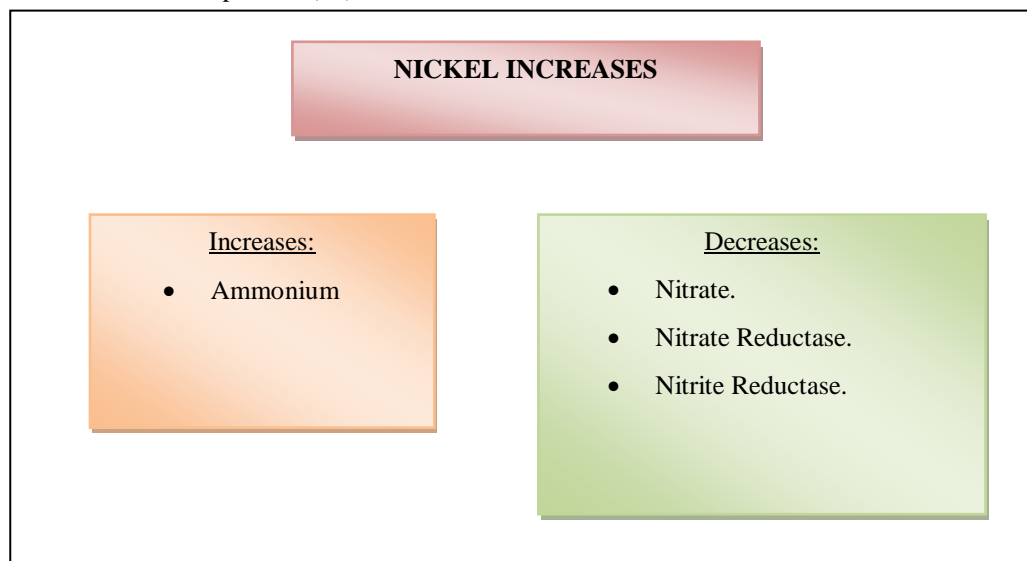 NICKEL INCREASES
Increases:
• Ammonium
Decreases:
• Nitrate.
• Nitrate Reductase.
• Nitrite Reductase.